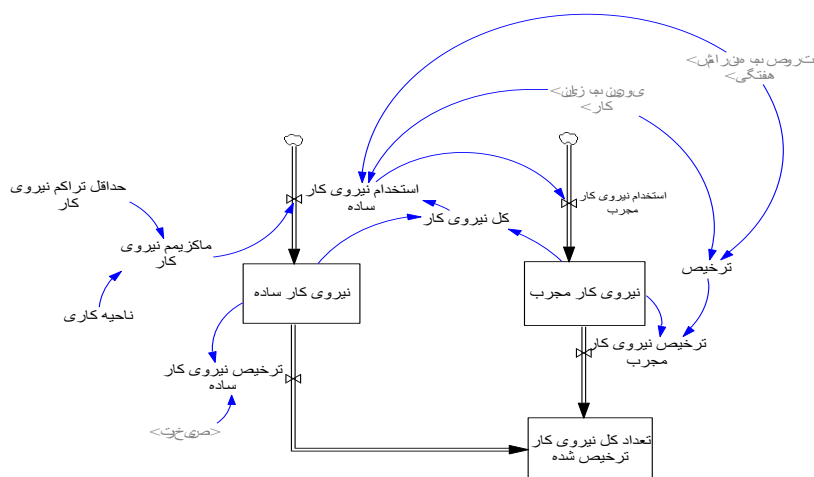 هفتگی>
<کار
حداقل تراکم نیروی
کار
استخدام نیروی کار
ساده
استخدام نیروی کار
مجرب
کل نیروی کار
ماکزیمم نیروی
کار
ترخیص
نیروی کار ساده
نیروی کار مجرب
ناحیه کاری
ترخیص نیروی کار
مجرب
ترخیص نیروی کار
ساده
تعداد کل نیروی کار
ترخیص شده